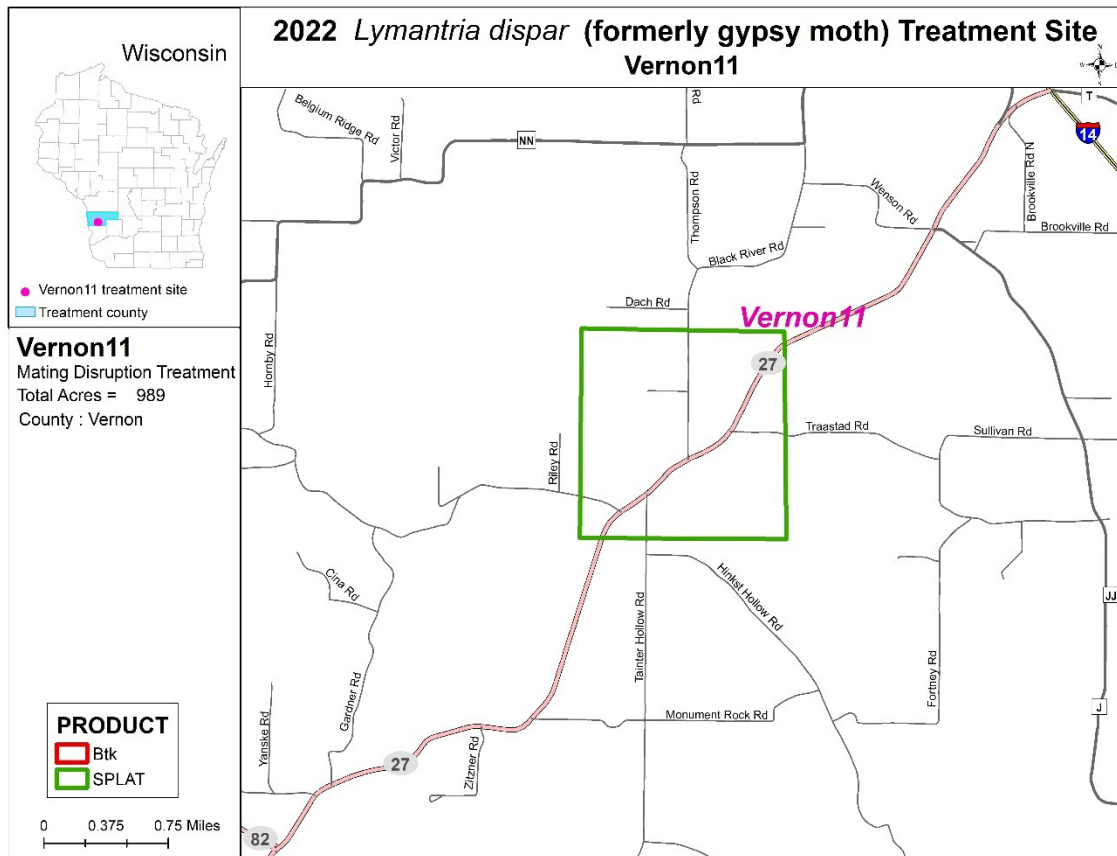 2022 Lymantria dispar (formerly gypsy moth) Treatment Site
Vernon11
Wisconsin
Vernon11 treatment site
Treatment county
Vernon11
Mating Disruption Treatment
Total Acres = 989
County : Vernon
PRODUCT
Btk
SPLAT
0 0.375 0.75 Miles
N
W E
S
Rd
T
14
Belgium Ridge Rd
Victor Rd
NN
Thompson Rd
Wenson Rd
Brookville Rd N
Brookville Rd
Black River Rd
Dach Rd
Vernon11
27
Hornby Rd
Traastad Rd
Sullivan Rd
Riley Rd
Cina Rd
Tainter Hollow Rd
Hinkst Hollow Rd
JJ
Gardner Rd
Fortney Rd
Monument Rock Rd
J
Yanske Rd
Zitzner Rd
27
82